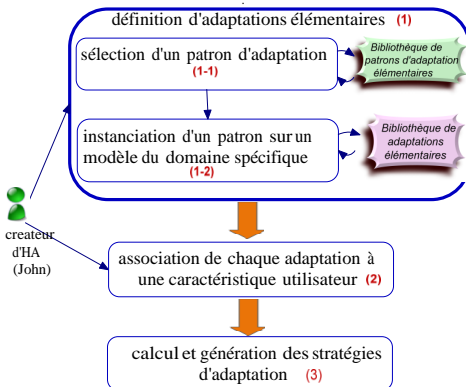 définition d'adaptations élémentaires (1)
sélection d'un patron d'adaptation
(1-1)
Bibliothèque de
patrons d'adaptation
élémentaires
instanciation d'un patron sur un
modèle du domaine spécifique
(1-2)
Bibliothèque de
adaptations
élémentaires
créateur
d'HA
(John)
association de chaque adaptation à
une caractéristique utilisateur (2)
calcul et génération des stratégies
d'adaptation (3)